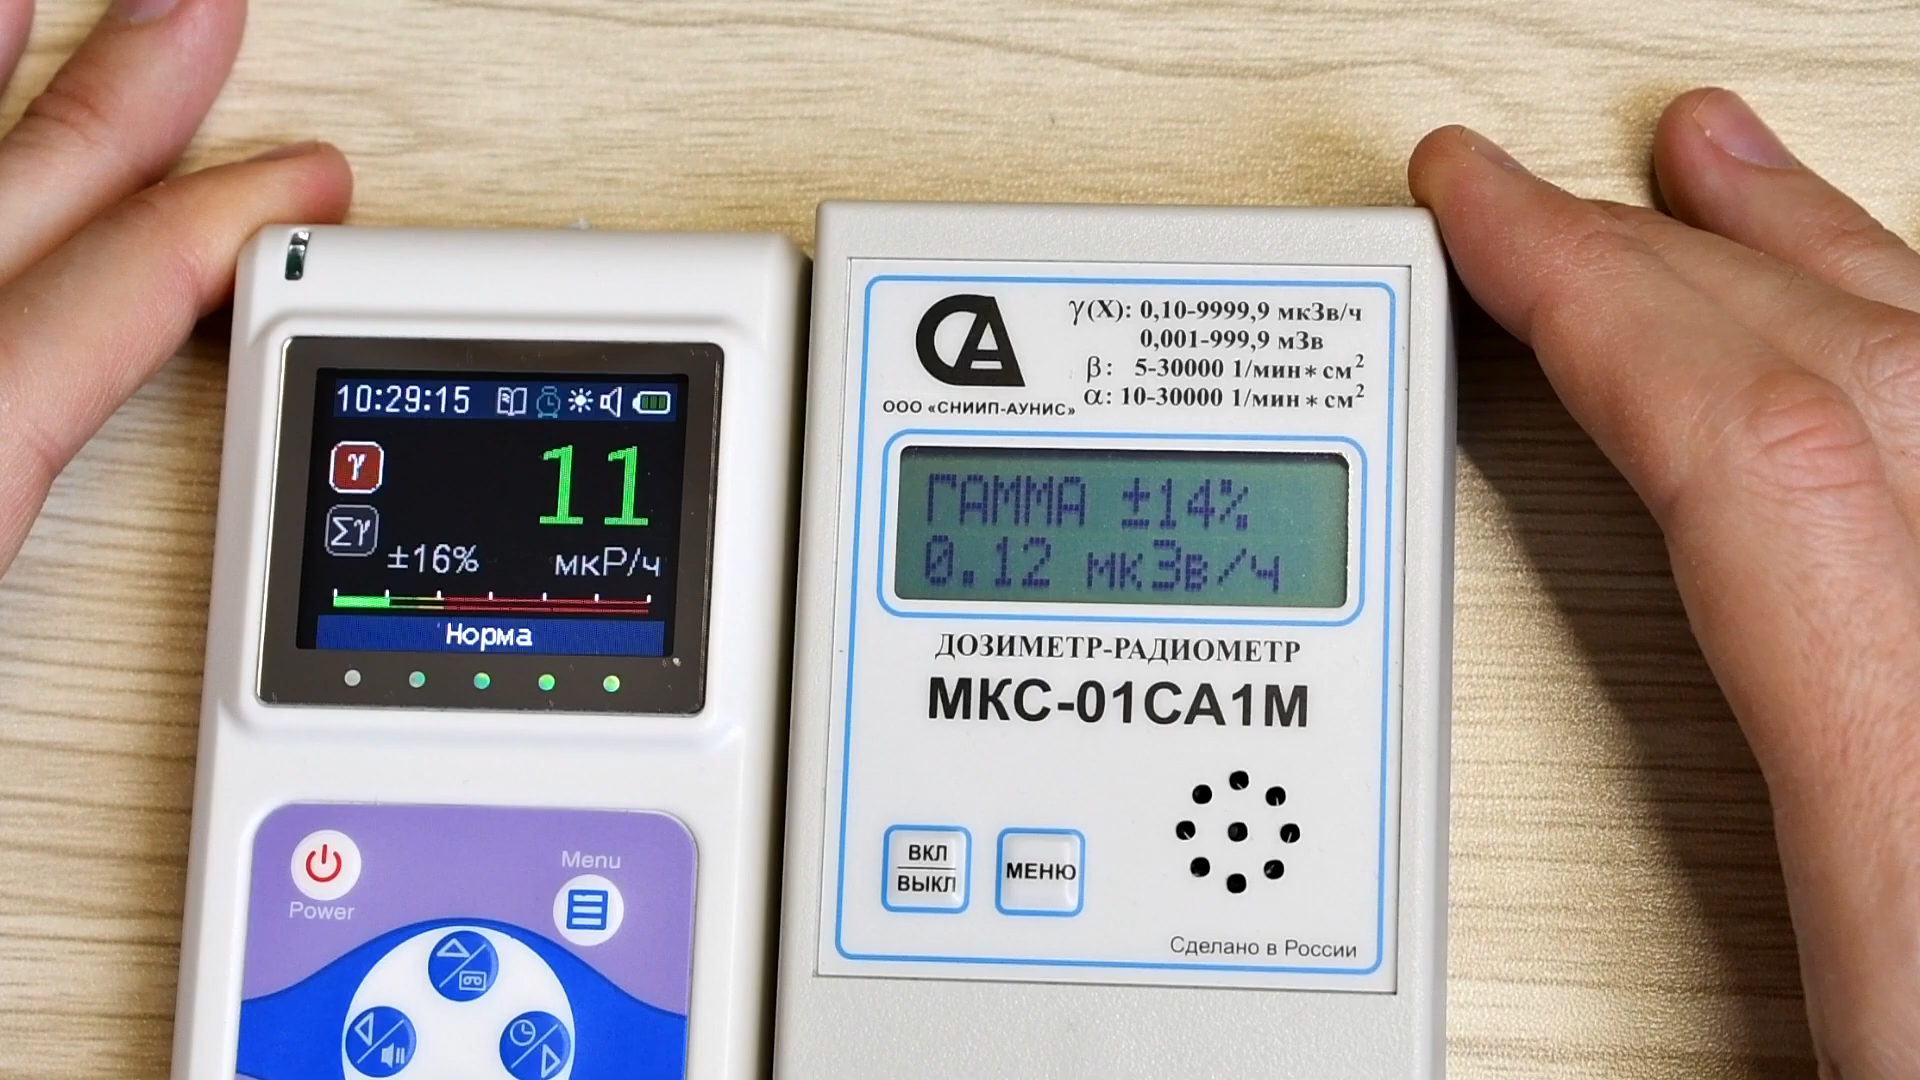 10:29:15
γ
11
Σγ
±16% мкР/ч
Норма
Power
Menu
СА
ООО «СНИИП-АУНИС»
γ(X): 0,10-9999,9 мкЗв/ч
0,001-999,9 мЗв
β: 5-30000 1/мин∗см²
α: 10-30000 1/мин∗см²
ГАММА ±14%
0.12 мкЗв/ч
ДОЗИМЕТР-РАДИОМЕТР
МКС-01СА1М
ВКЛ
ВЫКЛ
МЕНЮ
Сделано в России